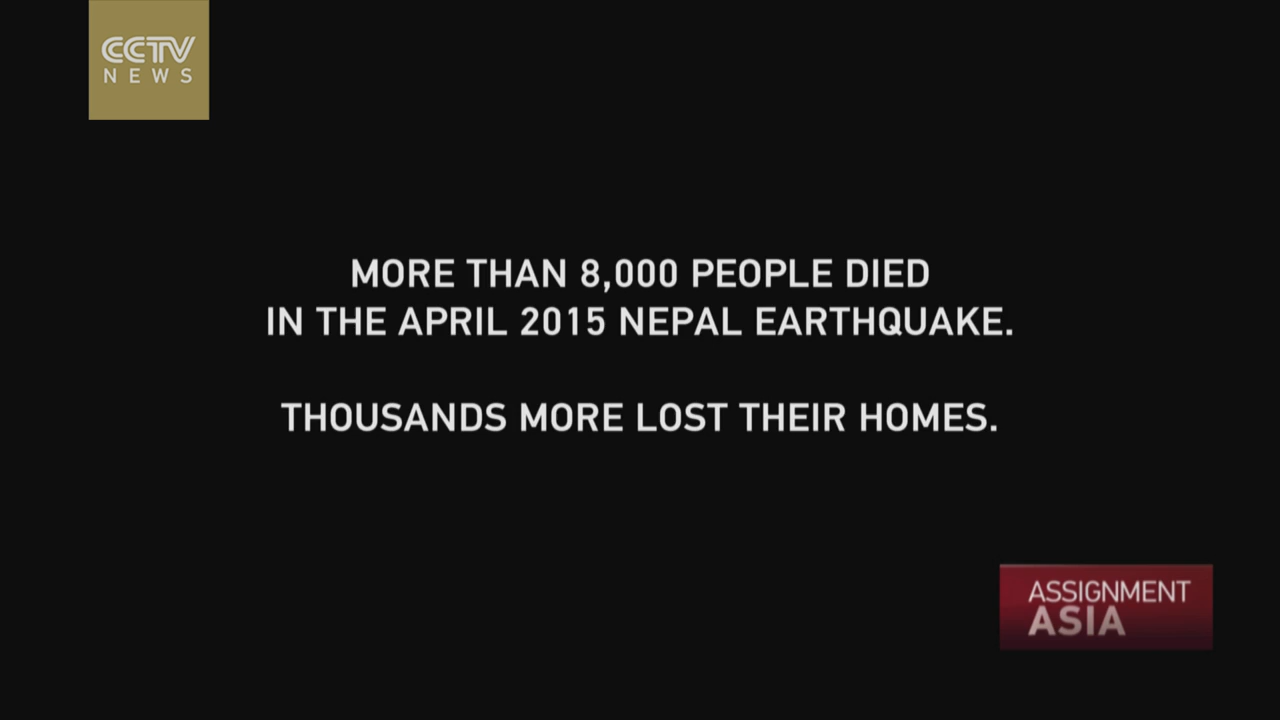 CCTV
NEWS
MORE THAN 8,000 PEOPLE DIED
IN THE APRIL 2015 NEPAL EARTHQUAKE.
THOUSANDS MORE LOST THEIR HOMES.
ASSIGNMENT
ASIA